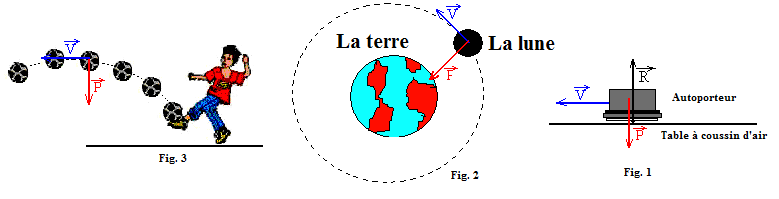 V
P
Fig. 3
La terre
V
La lune
F
Fig. 2
R
V
Autoporteur
P
Table à coussin d'air
Fig. 1